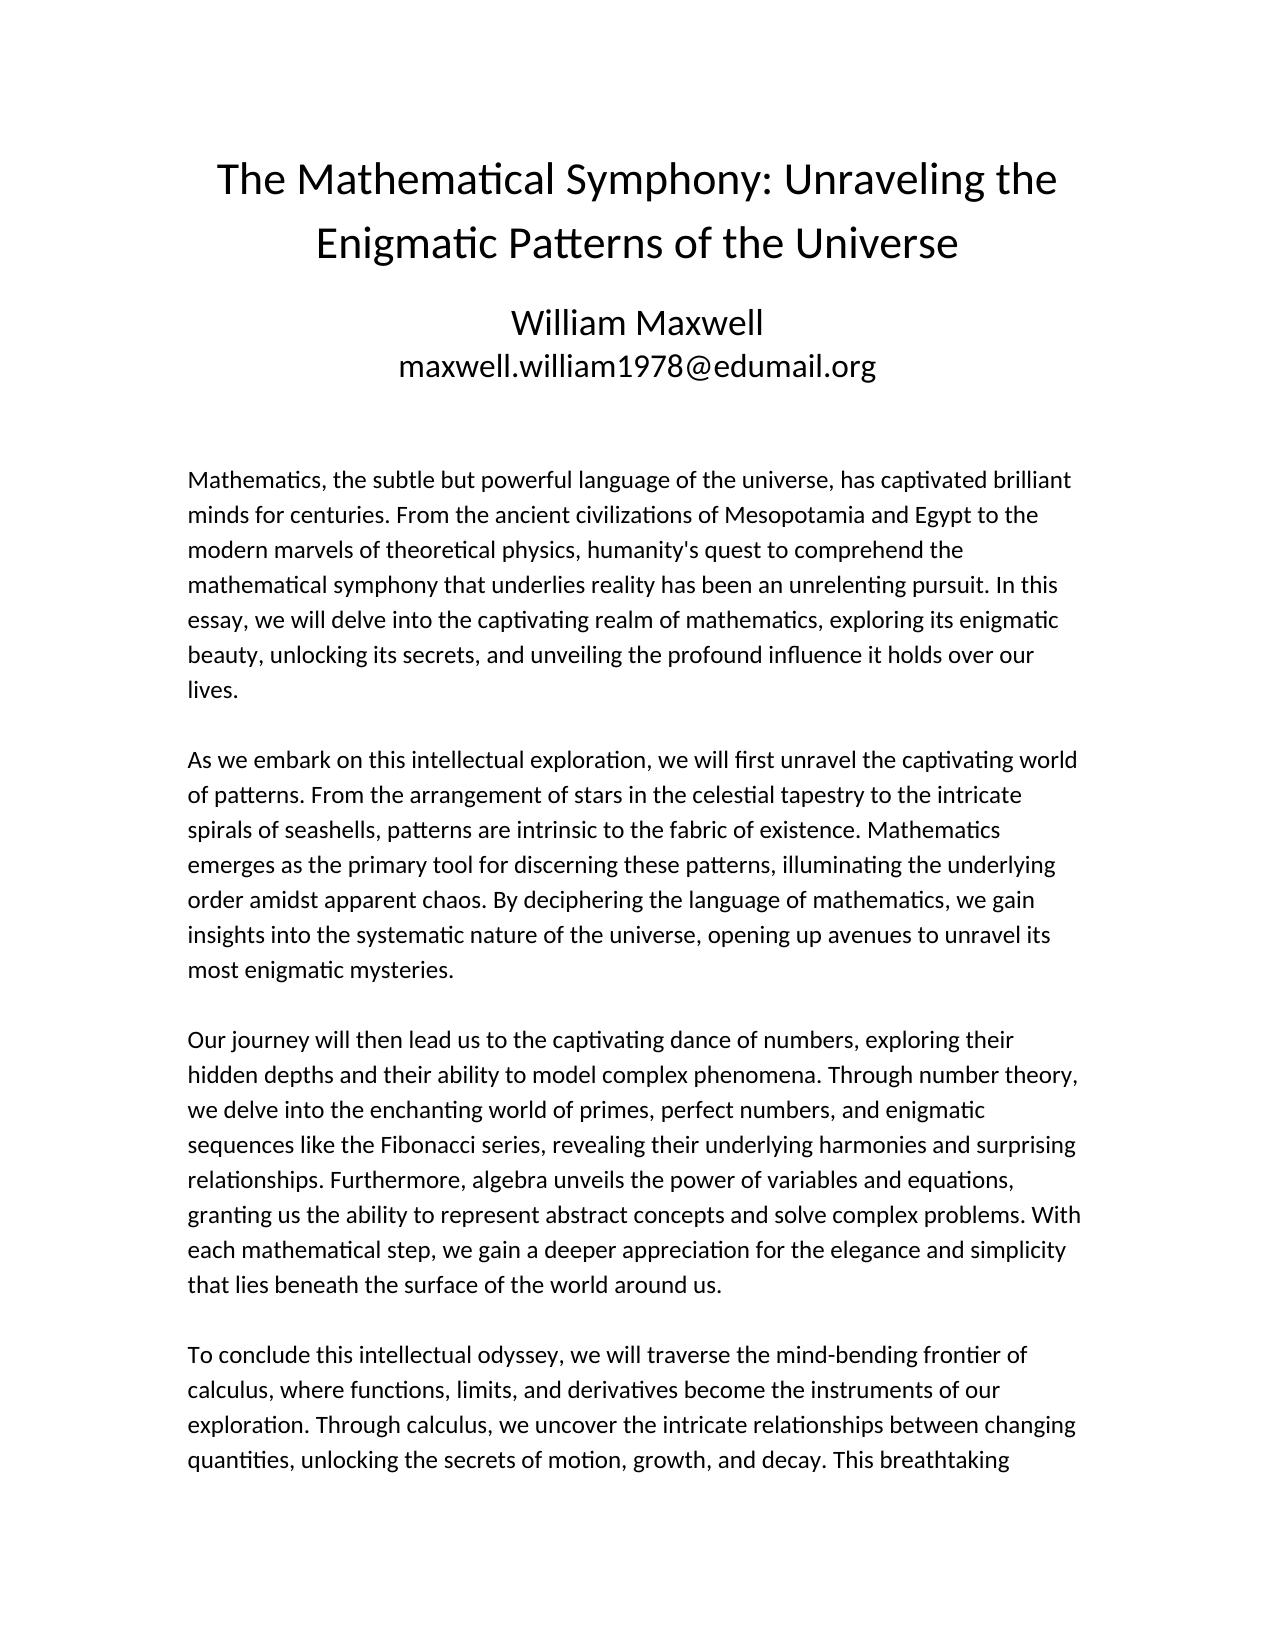 The Mathematical Symphony: Unraveling the
Enigmatic Patterns of the Universe
William Maxwell
maxwell.william1978@edumail.org
Mathematics, the subtle but powerful language of the universe, has captivated brilliant
minds for centuries. From the ancient civilizations of Mesopotamia and Egypt to the
modern marvels of theoretical physics, humanity's quest to comprehend the
mathematical symphony that underlies reality has been an unrelenting pursuit. In this
essay, we will delve into the captivating realm of mathematics, exploring its enigmatic
beauty, unlocking its secrets, and unveiling the profound influence it holds over our
lives.
As we embark on this intellectual exploration, we will first unravel the captivating world
of patterns. From the arrangement of stars in the celestial tapestry to the intricate
spirals of seashells, patterns are intrinsic to the fabric of existence. Mathematics
emerges as the primary tool for discerning these patterns, illuminating the underlying
order amidst apparent chaos. By deciphering the language of mathematics, we gain
insights into the systematic nature of the universe, opening up avenues to unravel its
most enigmatic mysteries.
Our journey will then lead us to the captivating dance of numbers, exploring their
hidden depths and their ability to model complex phenomena. Through number theory,
we delve into the enchanting world of primes, perfect numbers, and enigmatic
sequences like the Fibonacci series, revealing their underlying harmonies and surprising
relationships. Furthermore, algebra unveils the power of variables and equations,
granting us the ability to represent abstract concepts and solve complex problems. With
each mathematical step, we gain a deeper appreciation for the elegance and simplicity
that lies beneath the surface of the world around us.
To conclude this intellectual odyssey, we will traverse the mind-bending frontier of
calculus, where functions, limits, and derivatives become the instruments of our
exploration. Through calculus, we uncover the intricate relationships between changing
quantities, unlocking the secrets of motion, growth, and decay. This breathtaking